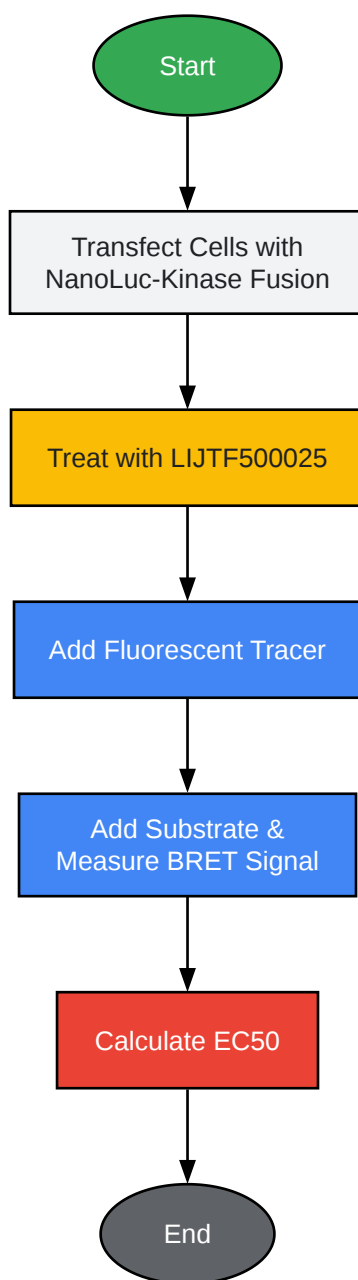 Start
Transfect Cells with
NanoLuc-Kinase Fusion
Treat with LIJTF500025
Add Fluorescent Tracer
Add Substrate &
Measure BRET Signal
Calculate EC50
End